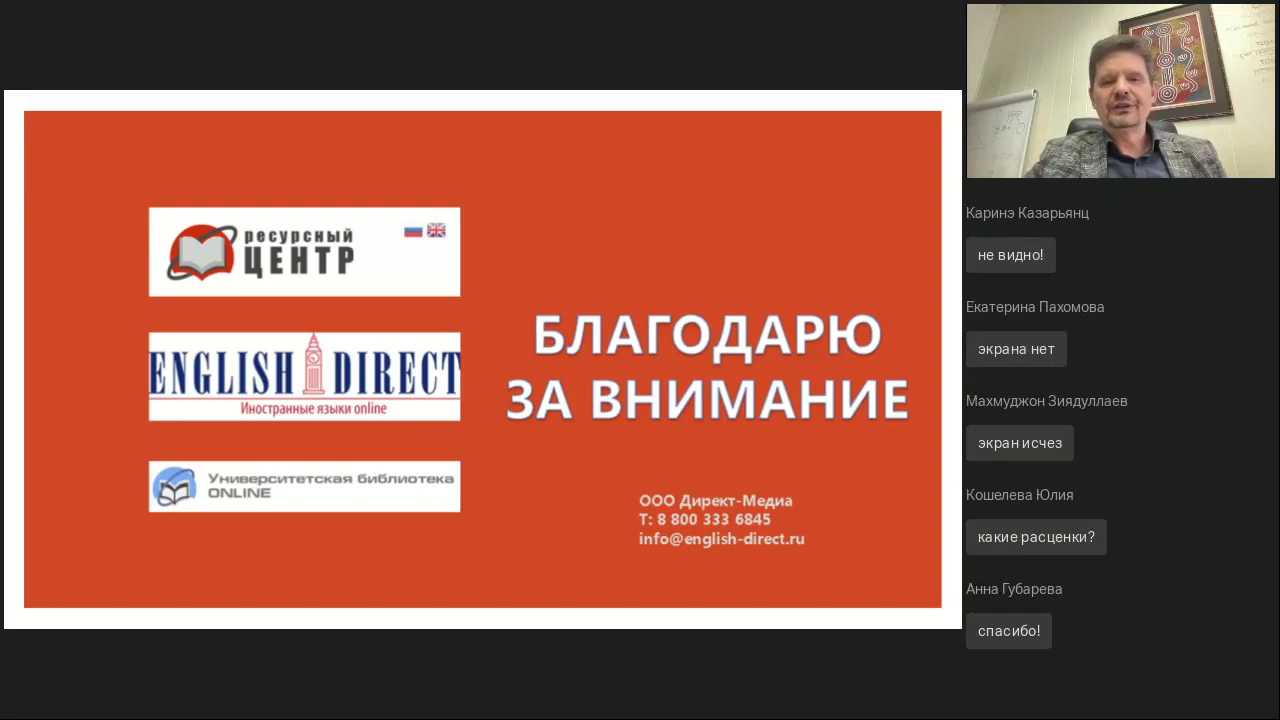 ресурсный
ЦЕНТР
ENGLISH DIRECT
Иностранные языки online
Университетская библиотека
ONLINE
БЛАГОДАРЮ
ЗА ВНИМАНИЕ
ООО Директ-Медиа
Т: 8 800 333 6845
info@english-direct.ru
Каринэ Казарьянц
не видно!
Екатерина Пахомова
экрана нет
Махмуджон Зиядуллаев
экран исчез
Кошелева Юлия
какие расценки?
Анна Губарева
спасибо!